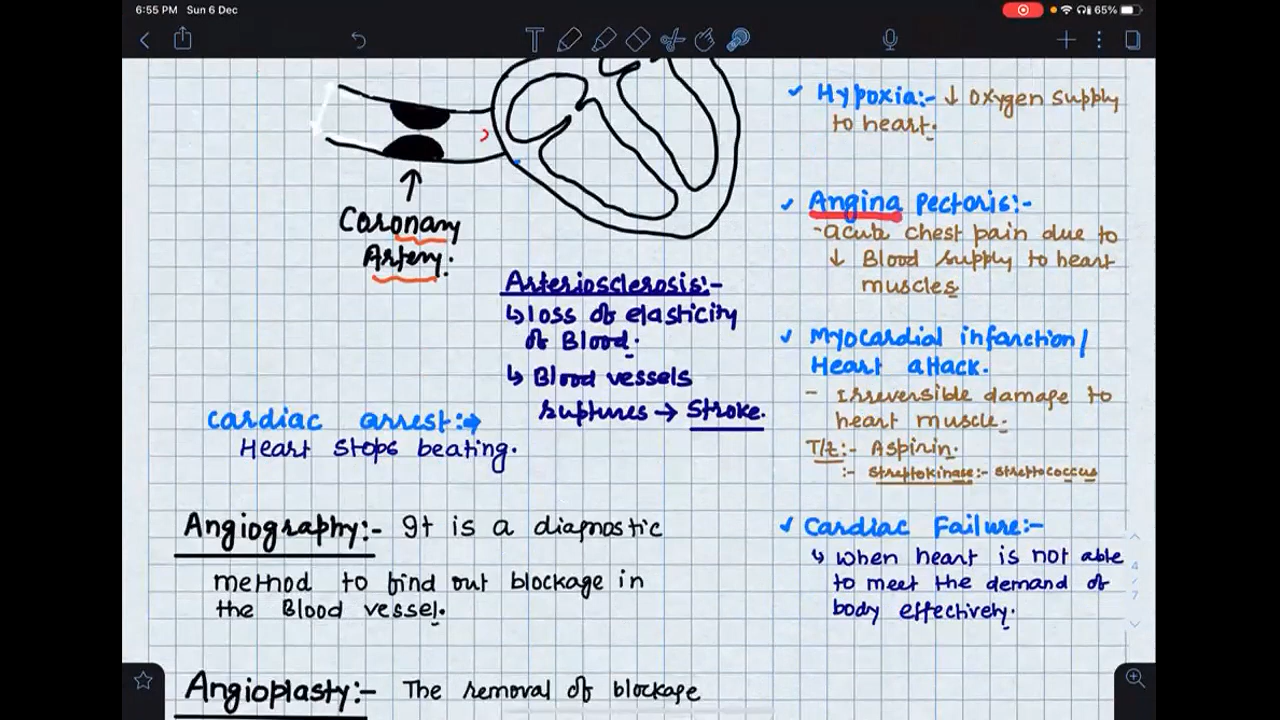 6:55 PM Sun 6 Dec
65%
T
Coronary
Artery.
Arteriosclerosis:-
↳ loss of elasticity
of Blood.
↳ Blood vessels
ruptures → Stroke.
Cardiac arrest:⇒
Heart stops beating.
Angiography:- It is a diagnostic
method to find out blockage in
the Blood vessel.
Angioplasty:- The removal of blockage
✓ Hypoxia:- ↓ oxygen supply
to heart.
✓ Angina Pectoris:-
-acute chest pain due to
↓ Blood supply to heart
muscles.
✓ Myocardial infarction/
Heart attack.
- Irreversible damage to
heart muscle.
T/t:- Aspirin.
:- Streptokinase:- Streptococcus
✓ Cardiac Failure:-
↳ when heart is not able
to meet the demand of
body effectively.
4
/
7